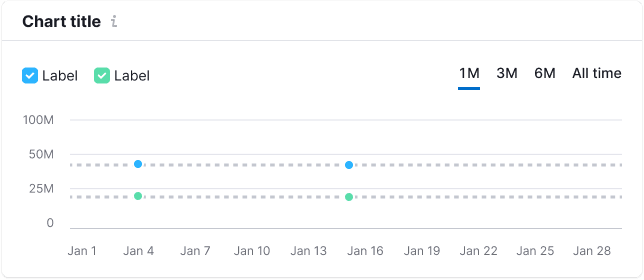 Chart title
Label Label
1M 3M 6M All time
100M
50M
25M
0
Jan 1 Jan 4 Jan 7 Jan 10 Jan 13 Jan 16 Jan 19 Jan 22 Jan 25 Jan 28